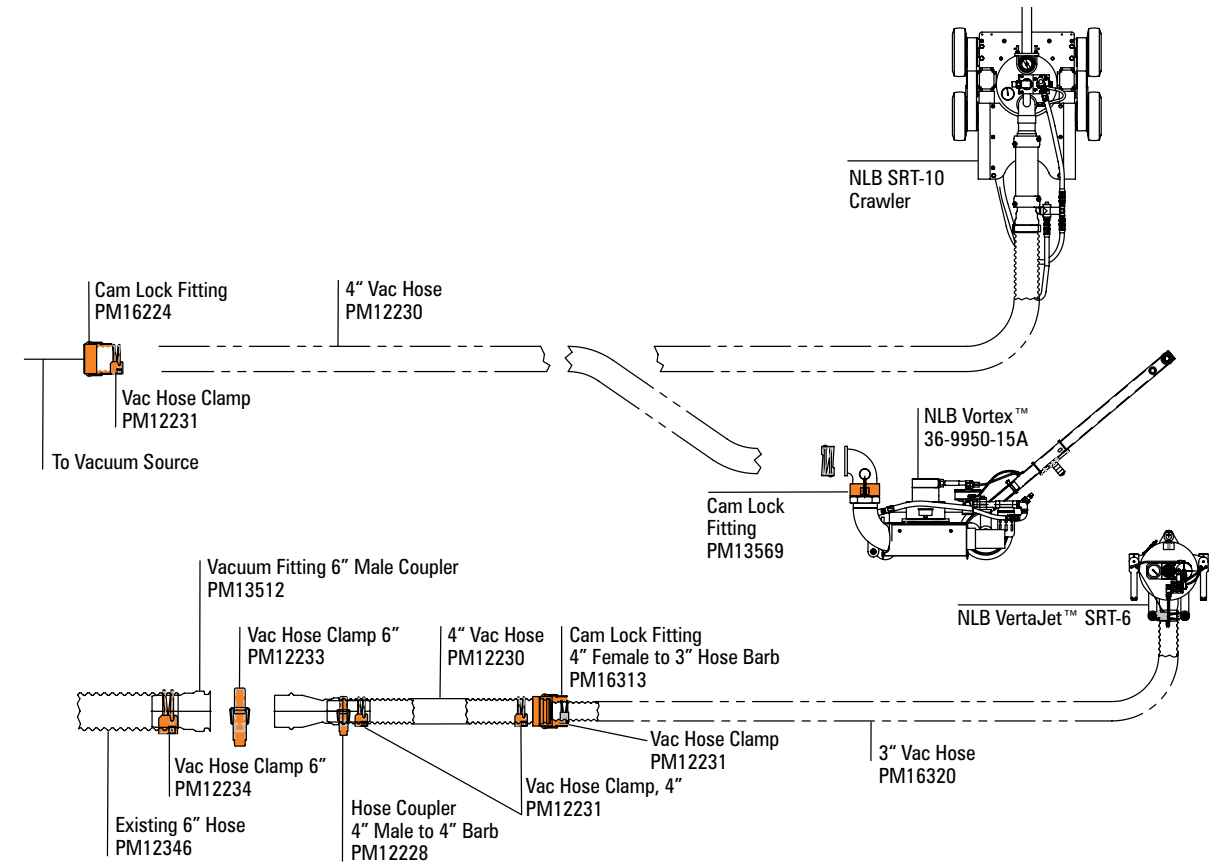 NLB SRT-10
Crawler
Cam Lock Fitting
PM16224
4“ Vac Hose
PM12230
Vac Hose Clamp
PM12231
To Vacuum Source
NLB Vortex™
36-9950-15A
Cam Lock
Fitting
PM13569
Vacuum Fitting 6” Male Coupler
PM13512
Vac Hose Clamp 6”
PM12233
4” Vac Hose
PM12230
Cam Lock Fitting
4” Female to 3” Hose Barb
PM16313
NLB VertaJet™ SRT-6
Vac Hose Clamp
PM12231
3“ Vac Hose
PM16320
Vac Hose Clamp 6”
PM12234
Vac Hose Clamp, 4”
PM12231
Existing 6” Hose
PM12346
Hose Coupler
4” Male to 4” Barb
PM12228